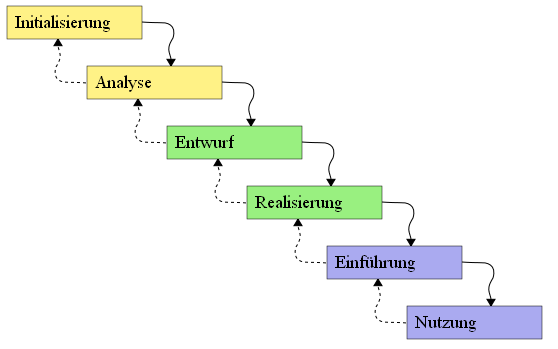 Initialisierung
Analyse
Entwurf
Realisierung
Einführung
Nutzung